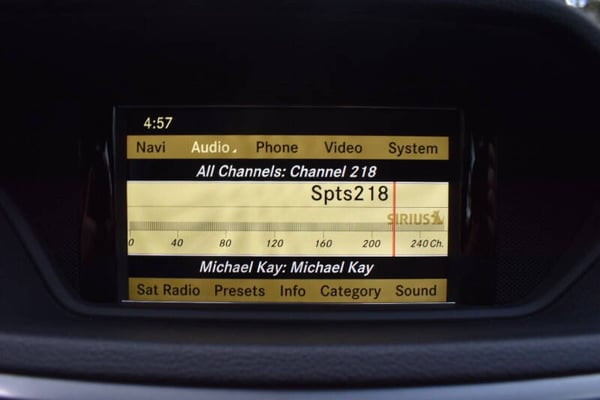 4:57
Navi Audio Phone Video System
All Channels: Channel 218
Spts218
SIRIUS
0 40 80 120 160 200 240 Ch.
Michael Kay: Michael Kay
Sat Radio Presets Info Category Sound